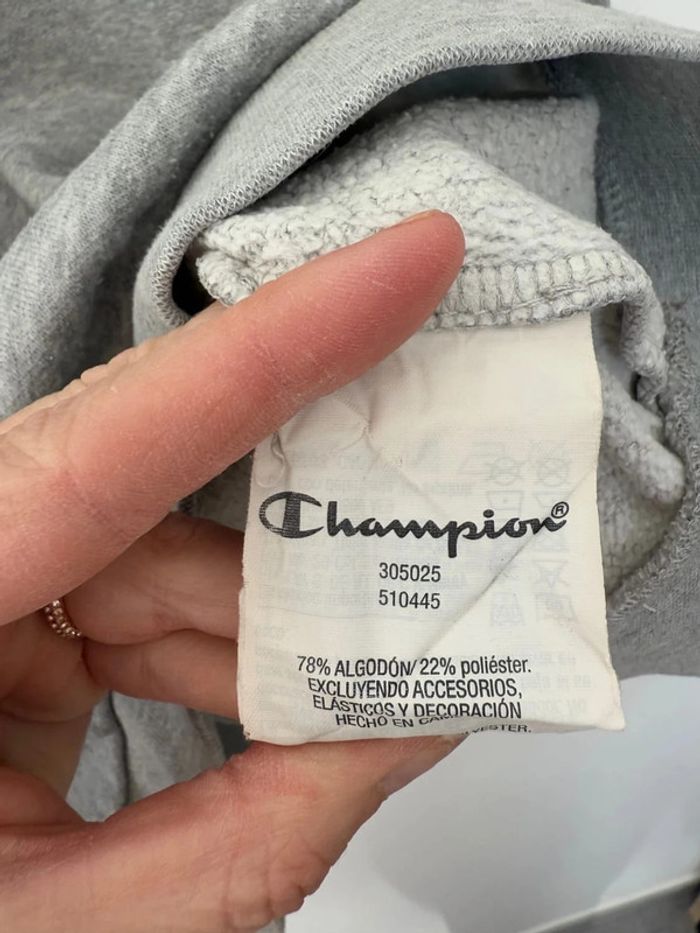 Champion®
305025
510445
78% ALGODÓN/ 22% poliéster.
EXCLUYENDO ACCESORIOS,
ELÁSTICOS Y DECORACIÓN
HECHO EN